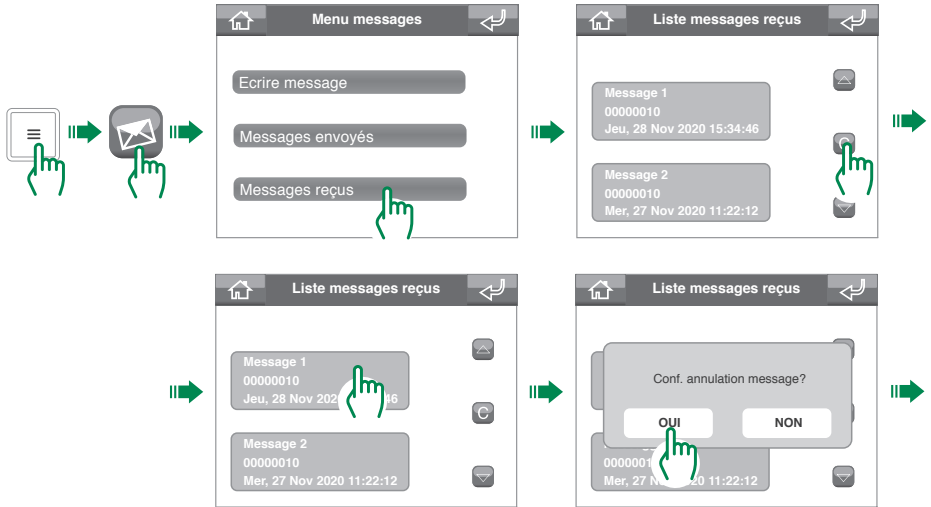 Menu messages
Ecrire message
Messages envoyés
Messages reçus
Liste messages reçus
Message 1
00000010
Jeu, 28 Nov 2020 15:34:46
C
Message 2
00000010
Mer, 27 Nov 2020 11:22:12
Liste messages reçus
Message 1
00000010
Jeu, 28 Nov 46
C
Message 2
00000010
Mer, 27 Nov 2020 11:22:12
Liste messages reçus
Conf. annulation message?
OUI
NON
Mer, 27 20 11:22:12